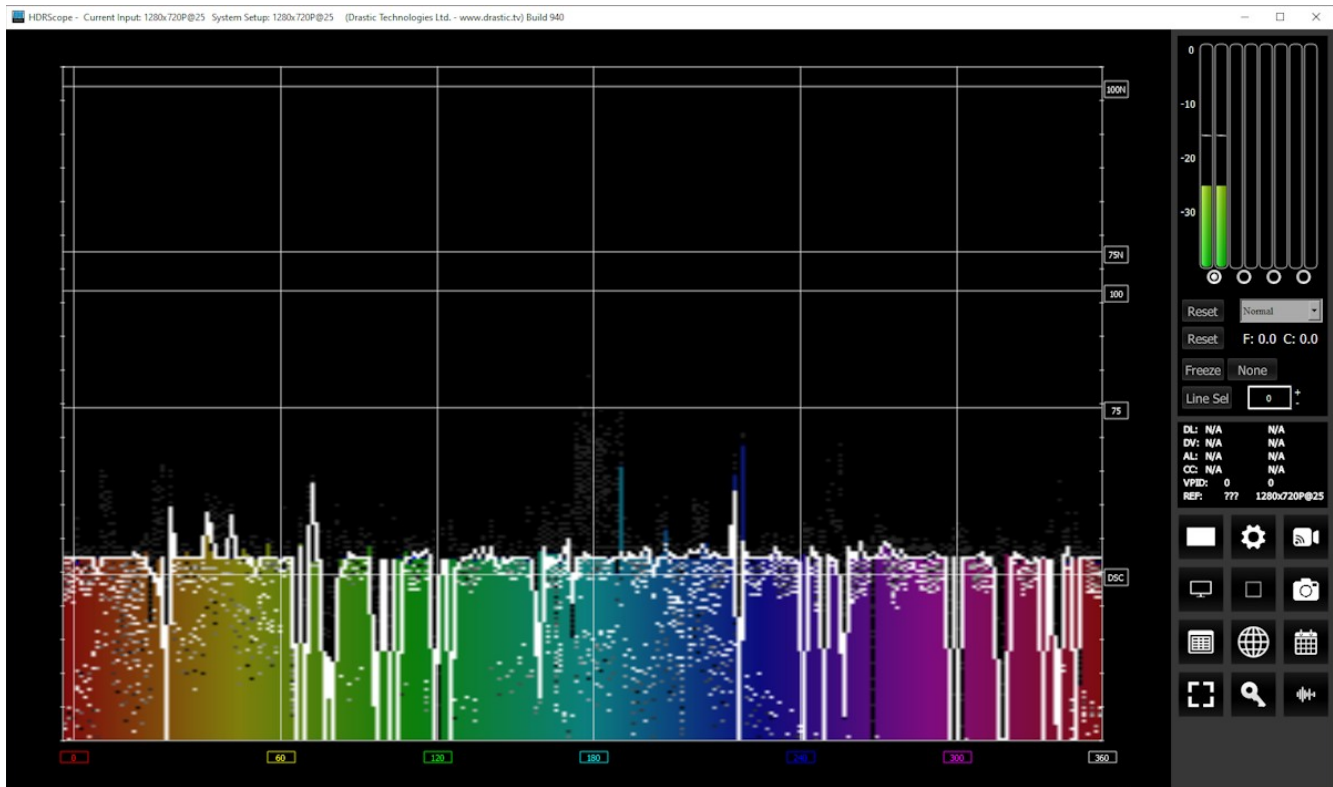 HDRScope - Current Input: 1280x720P@25 System Setup: 1280x720P@25 (Drastic Technologies Ltd. - www.drastic.tv) Build 940
0
-10
-20
-30
100N
75N
100
75
DSC
Reset Normal
Reset F: 0.0 C: 0.0
Freeze None
Line Sel 0 + -
DL: N/A N/A
DV: N/A N/A
AL: N/A N/A
CC: N/A N/A
VPID: 0 0
REF: ??? 1280x720P@25
0 60 120 180 240 300 360